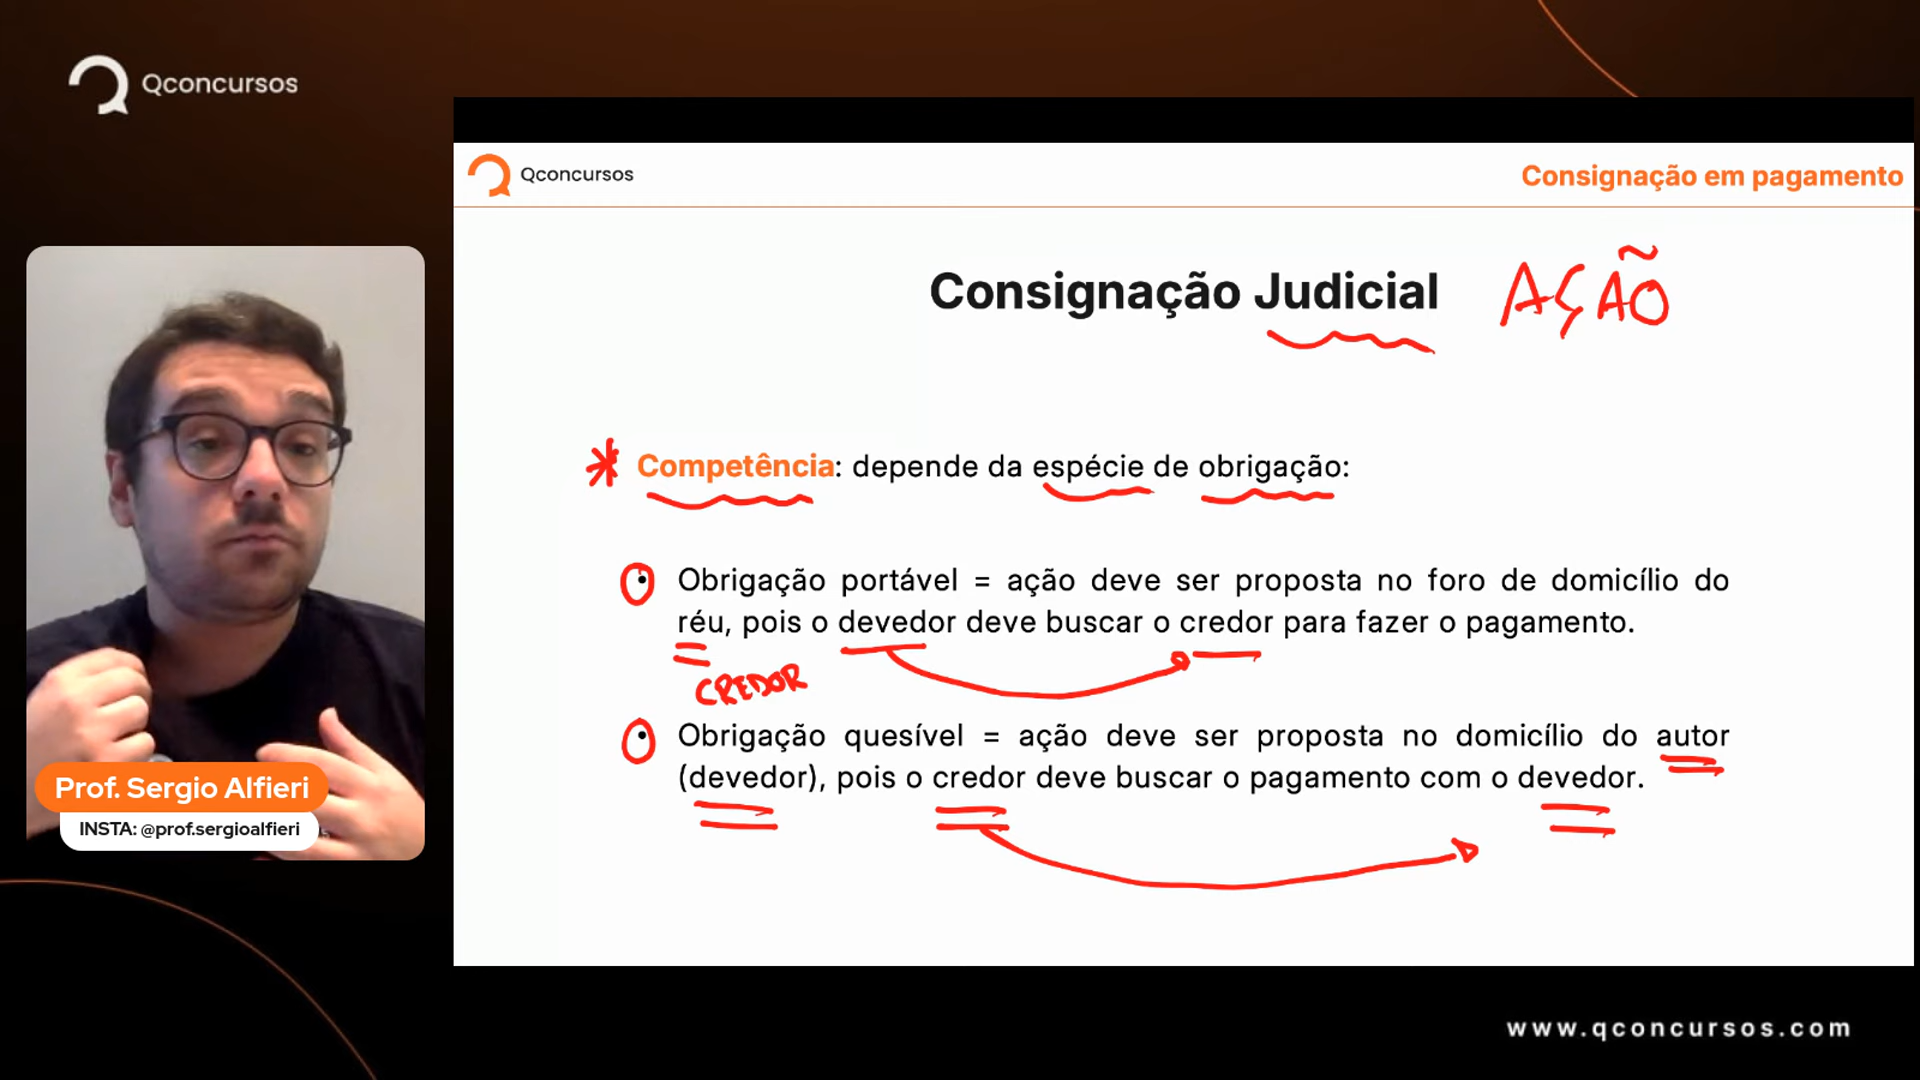 Qconcursos
Qconcursos
Consignação em pagamento
Consignação Judicial AÇÃO
* Competência: depende da espécie de obrigação:
• Obrigação portável = ação deve ser proposta no foro de domicílio do
réu, pois o devedor deve buscar o credor para fazer o pagamento.
CREDOR
• Obrigação quesível = ação deve ser proposta no domicílio do autor
(devedor), pois o credor deve buscar o pagamento com o devedor.
Prof. Sergio Alfieri
INSTA: @prof.sergioalfieri
www.qconcursos.com